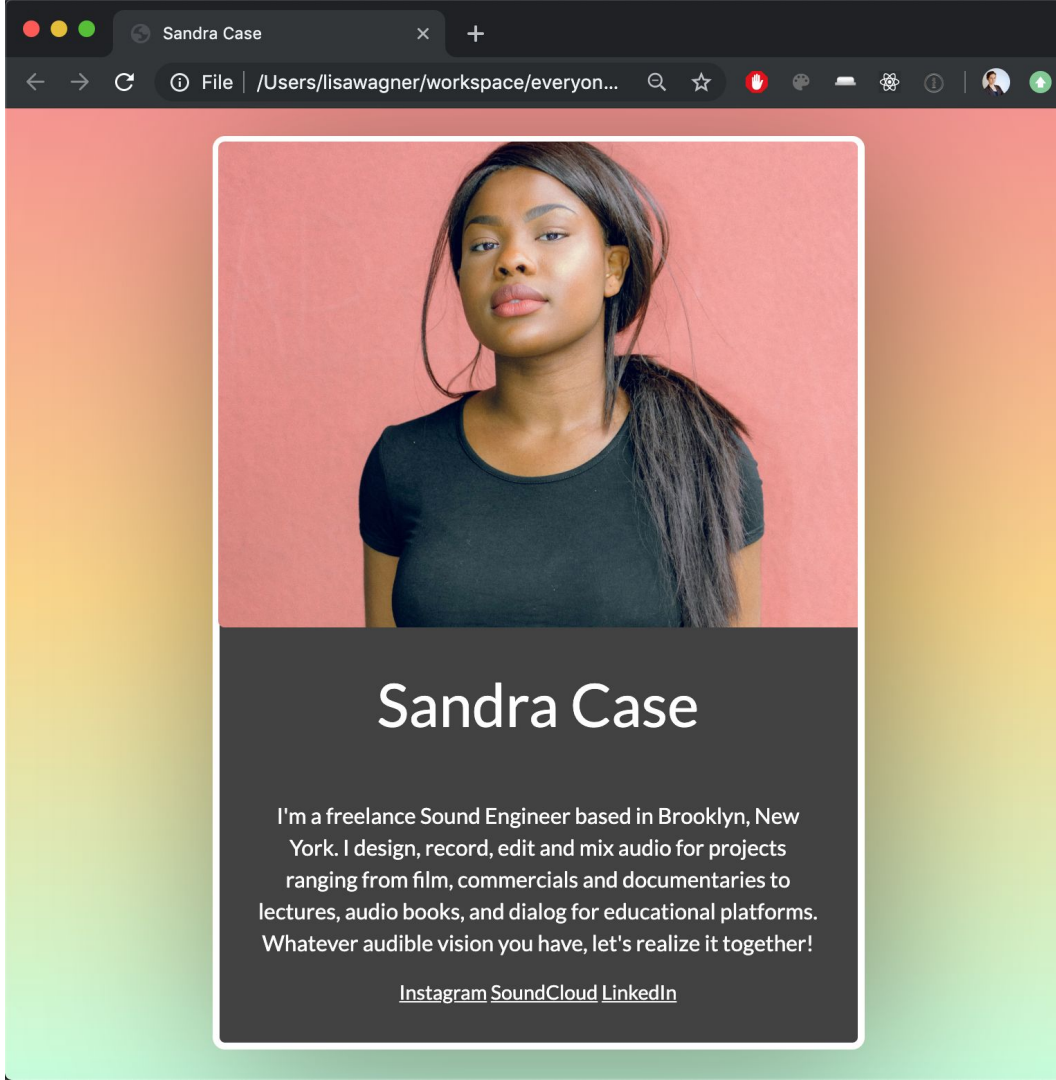 Sandra Case
File /Users/lisawagner/workspace/everyon...
Sandra Case
I'm a freelance Sound Engineer based in Brooklyn, New
York. I design, record, edit and mix audio for projects
ranging from film, commercials and documentaries to
lectures, audio books, and dialog for educational platforms.
Whatever audible vision you have, let's realize it together!
Instagram SoundCloud LinkedIn